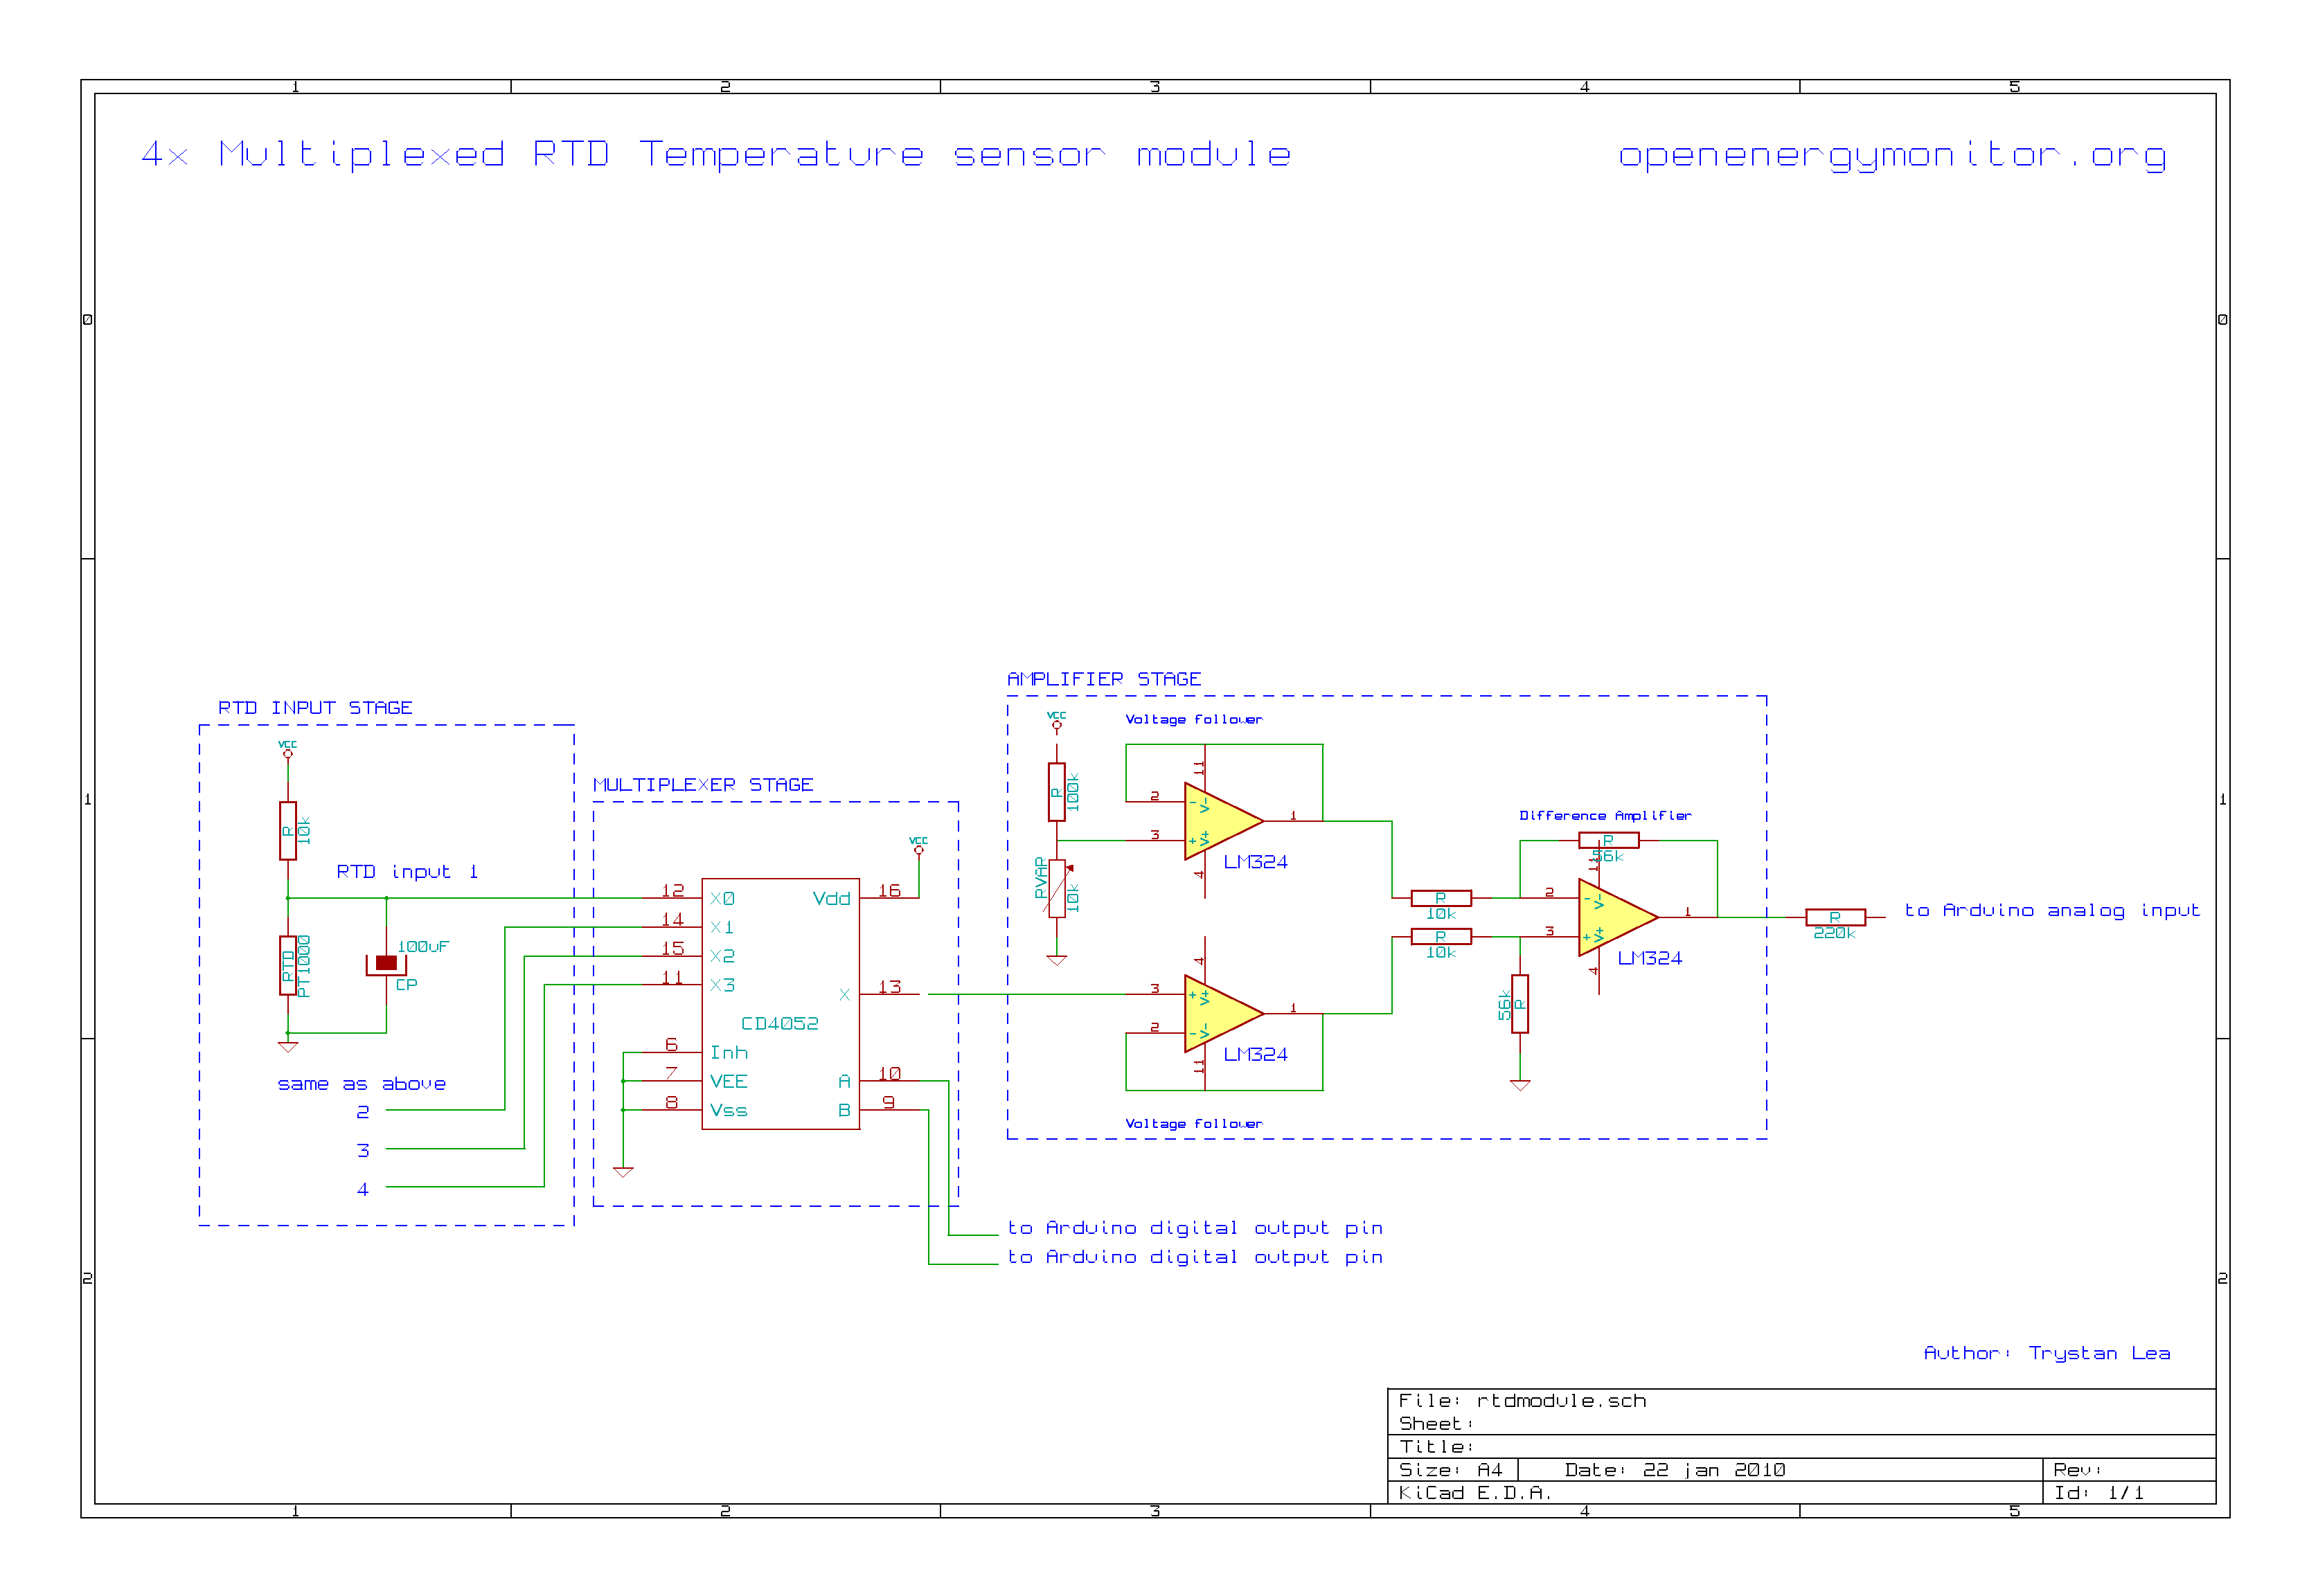 1 2 3 4 5
4x Multiplexed RTD Temperature sensor module
openenergymonitor.org
0 0
AMPLIFIER STAGE
RTD INPUT STAGE
VCC
Voltage follower
VCC
MULTIPLEXER STAGE
R 100k
11
2 - V-
1
3 + V+
4
LM324
1 1
R 10k
Difference Amplifier
R
56k
VCC
RTD input 1
RVAR 10k
12 X0 Vdd 16
14 X1
15 X2
11 X3
X 13
CD4052
6 Inh
7 VEE A 10
8 Vss B 9
RTD PT1000
100uF
CP
R
10k
R
10k
11
2 - V-
1
3 + V+
4
LM324
R
220k
to Arduino analog input
4
3 + V+
1
2 - V-
11
LM324
56k R
same as above
2
3
4
Voltage follower
to Arduino digital output pin
to Arduino digital output pin
2 2
Author: Trystan Lea
File: rtdmodule.sch
Sheet:
Title:
Size: A4 Date: 22 jan 2010 Rev:
KiCad E.D.A. Id: 1/1
1 2 3 4 5